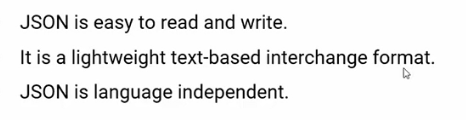 JSON is easy to read and write.
It is a lightweight text-based interchange format.
JSON is language independent.